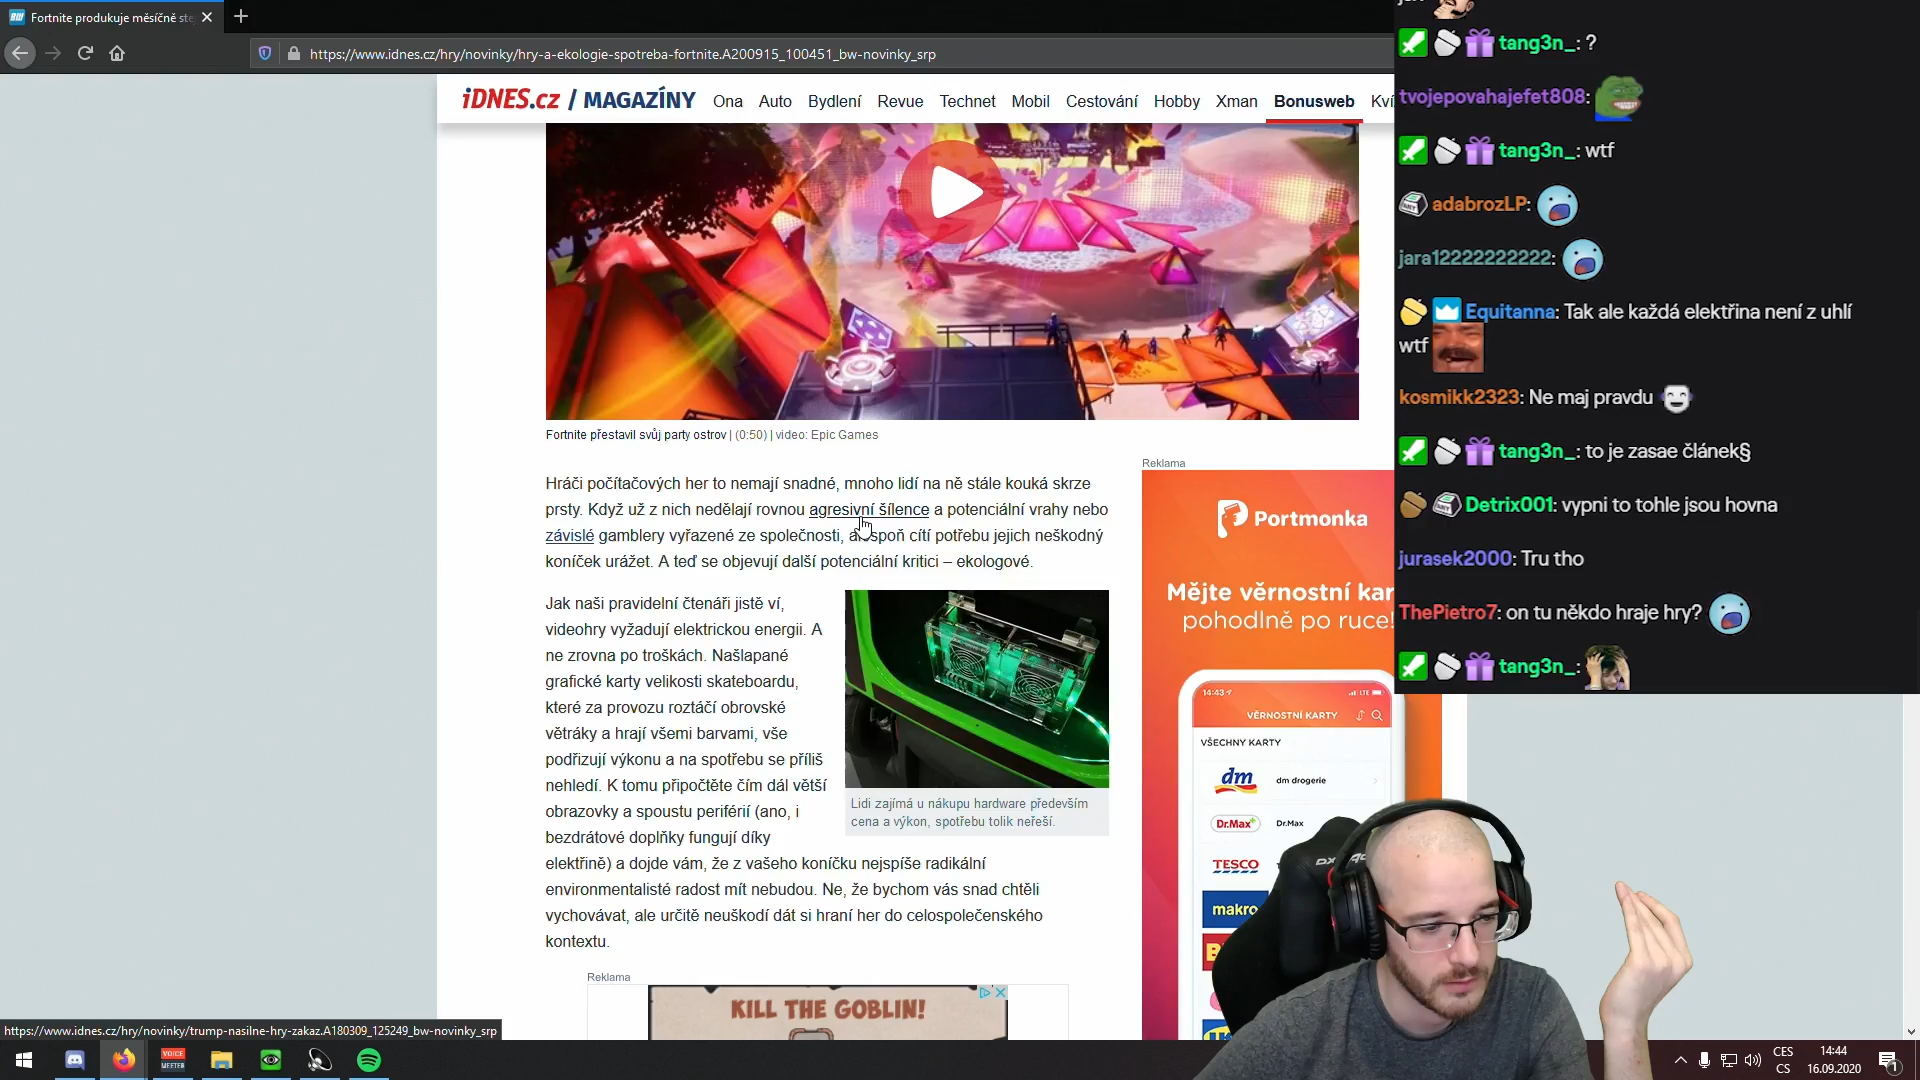 Fortnite produkuje měsíčně ste
https://www.idnes.cz/hry/novinky/hry-a-ekologie-spotreba-fortnite.A200915_100451_bw-novinky_srp
iDNES.cz / MAGAZÍNY Ona Auto Bydlení Revue Technet Mobil Cestování Hobby Xman Bonusweb Kví
Fortnite přestavil svůj party ostrov | (0:50) | video: Epic Games
Hráči počítačových her to nemají snadné, mnoho lidí na ně stále kouká skrze
prsty. Když už z nich nedělají rovnou agresivní šílence a potenciální vrahy nebo
závislé gamblery vyřazené ze společnosti, alespoň cítí potřebu jejich neškodný
koníček urážet. A teď se objevují další potenciální kritici – ekologové.
Jak naši pravidelní čtenáři jistě ví,
videohry vyžadují elektrickou energii. A
ne zrovna po troškách. Našlapané
grafické karty velikosti skateboardu,
které za provozu roztáčí obrovské
větráky a hrají všemi barvami, vše
podřizují výkonu a na spotřebu se příliš
nehledí. K tomu připočtěte čím dál větší
obrazovky a spoustu periférií (ano, i
bezdrátové doplňky fungují díky
elektřině) a dojde vám, že z vašeho koníčku nejspíše radikální
environmentalisté radost mít nebudou. Ne, že bychom vás snad chtěli
vychovávat, ale určitě neuškodí dát si hraní her do celospolečenského
kontextu.
Lidi zajímá u nákupu hardware především
cena a výkon, spotřebu tolik neřeší.
Reklama
KILL THE GOBLIN!
Reklama
Portmonka
Mějte věrnostní kar
pohodlně po ruce!
14:43 LTE
VĚRNOSTNÍ KARTY
VŠECHNY KARTY
dm dm drogerie
Dr.Max+ Dr.Max
TESCO
makro
tang3n_: ?
tvojepovahajefet808:
tang3n_: wtf
adabrozLP:
jara12222222222:
Equitanna: Tak ale každá elektřina není z uhlí
wtf
kosmikk2323: Ne maj pravdu
tang3n_: to je zasae článek§
Detrix001: vypni to tohle jsou hovna
jurasek2000: Tru tho
ThePietro7: on tu někdo hraje hry?
tang3n_:
https://www.idnes.cz/hry/novinky/trump-nasilne-hry-zakaz.A180309_125249_bw-novinky_srp
VOICE
MEETER
CES
CS
14:44
16.09.2020
1